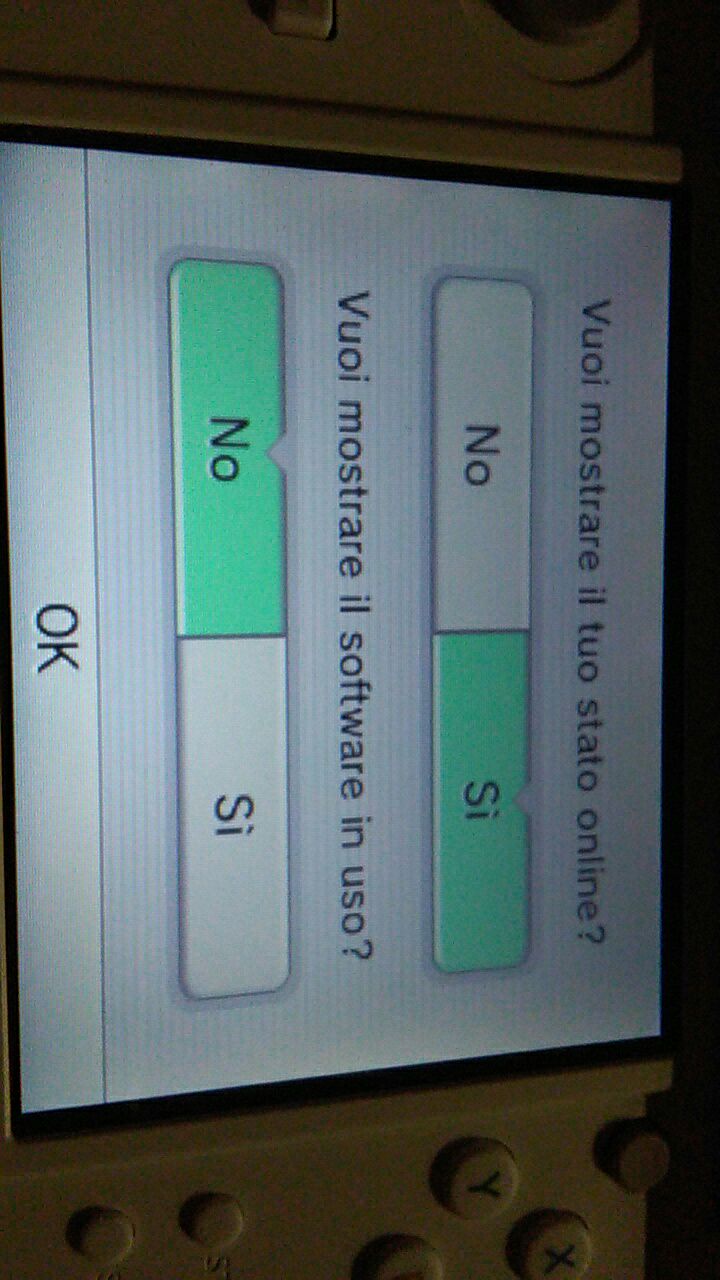 Vuoi mostrare il tuo stato online?
No Sì
Vuoi mostrare il software in uso?
No Sì
OK
Y
X